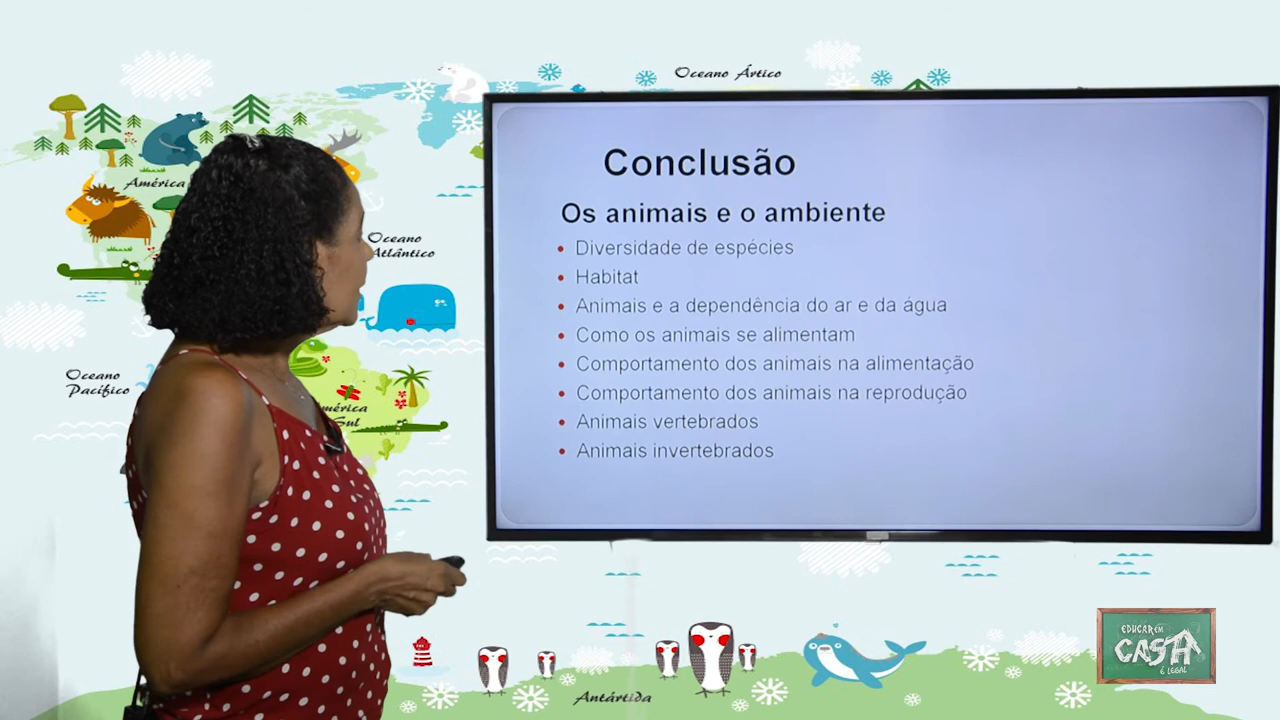 Oceano Ártico
Conclusão
Os animais e o ambiente
América
Oceano
Atlântico
• Diversidade de espécies
• Habitat
• Animais e a dependência do ar e da água
• Como os animais se alimentam
• Comportamento dos animais na alimentação
• Comportamento dos animais na reprodução
• Animais vertebrados
• Animais invertebrados
Oceano
Pacífico
mérica
Sul
EDUCAR EM
CASA
É LEGAL
Antártida